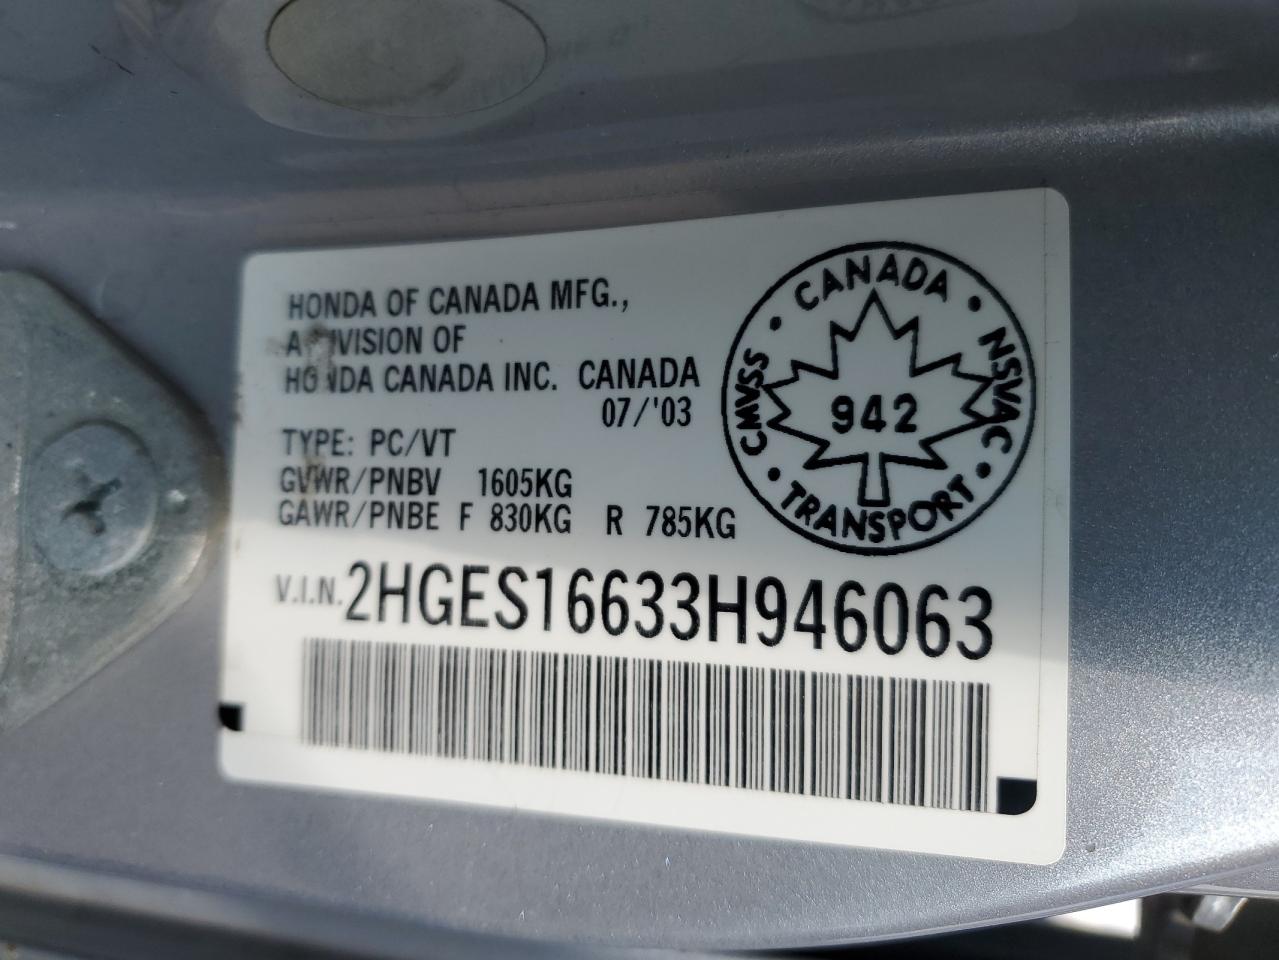 HONDA OF CANADA MFG.,
A DIVISION OF
HONDA CANADA INC. CANADA
07/'03
TYPE: PC/VT
GVWR/PNBV 1605KG
GAWR/PNBE F 830KG R 785KG
V.I.N. 2HGES16633H946063
CANADA
NSVAC
TRANSPORT
CMVSS
942